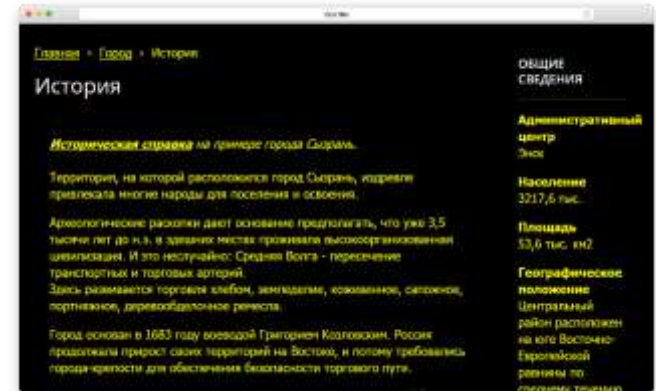 Главная » Город » История
История
Историческая справка на примере города Сызрань.
Территория, на которой расположился город Сызрань, издревле
привлекала многие народы для поселения и освоения.
Археологические раскопки дают основание предполагать, что уже 3,5
тысячи лет до н.э. в здешних местах проживала высокоорганизованная
цивилизация. И это неслучайно: Средняя Волга - пересечение
транспортных и торговых артерий.
Здесь развивается торговля хлебом, земледелие, кожевенное, сапожное,
портняжное, деревообделочное ремесла.
Город основан в 1683 году воеводой Григорием Козловским. Россия
продолжала прирост своих территорий на Востоке, и потому требовались
города-крепости для обеспечения безопасности торгового пути.
ОБЩИЕ
СВЕДЕНИЯ
Административный
центр
Энск
Население
3217,6 тыс.
Площадь
53,6 тыс. км2
Географическое
положение
Центральный
район расположен
на юге Восточно-
Европейской
равнины по
среднему течению